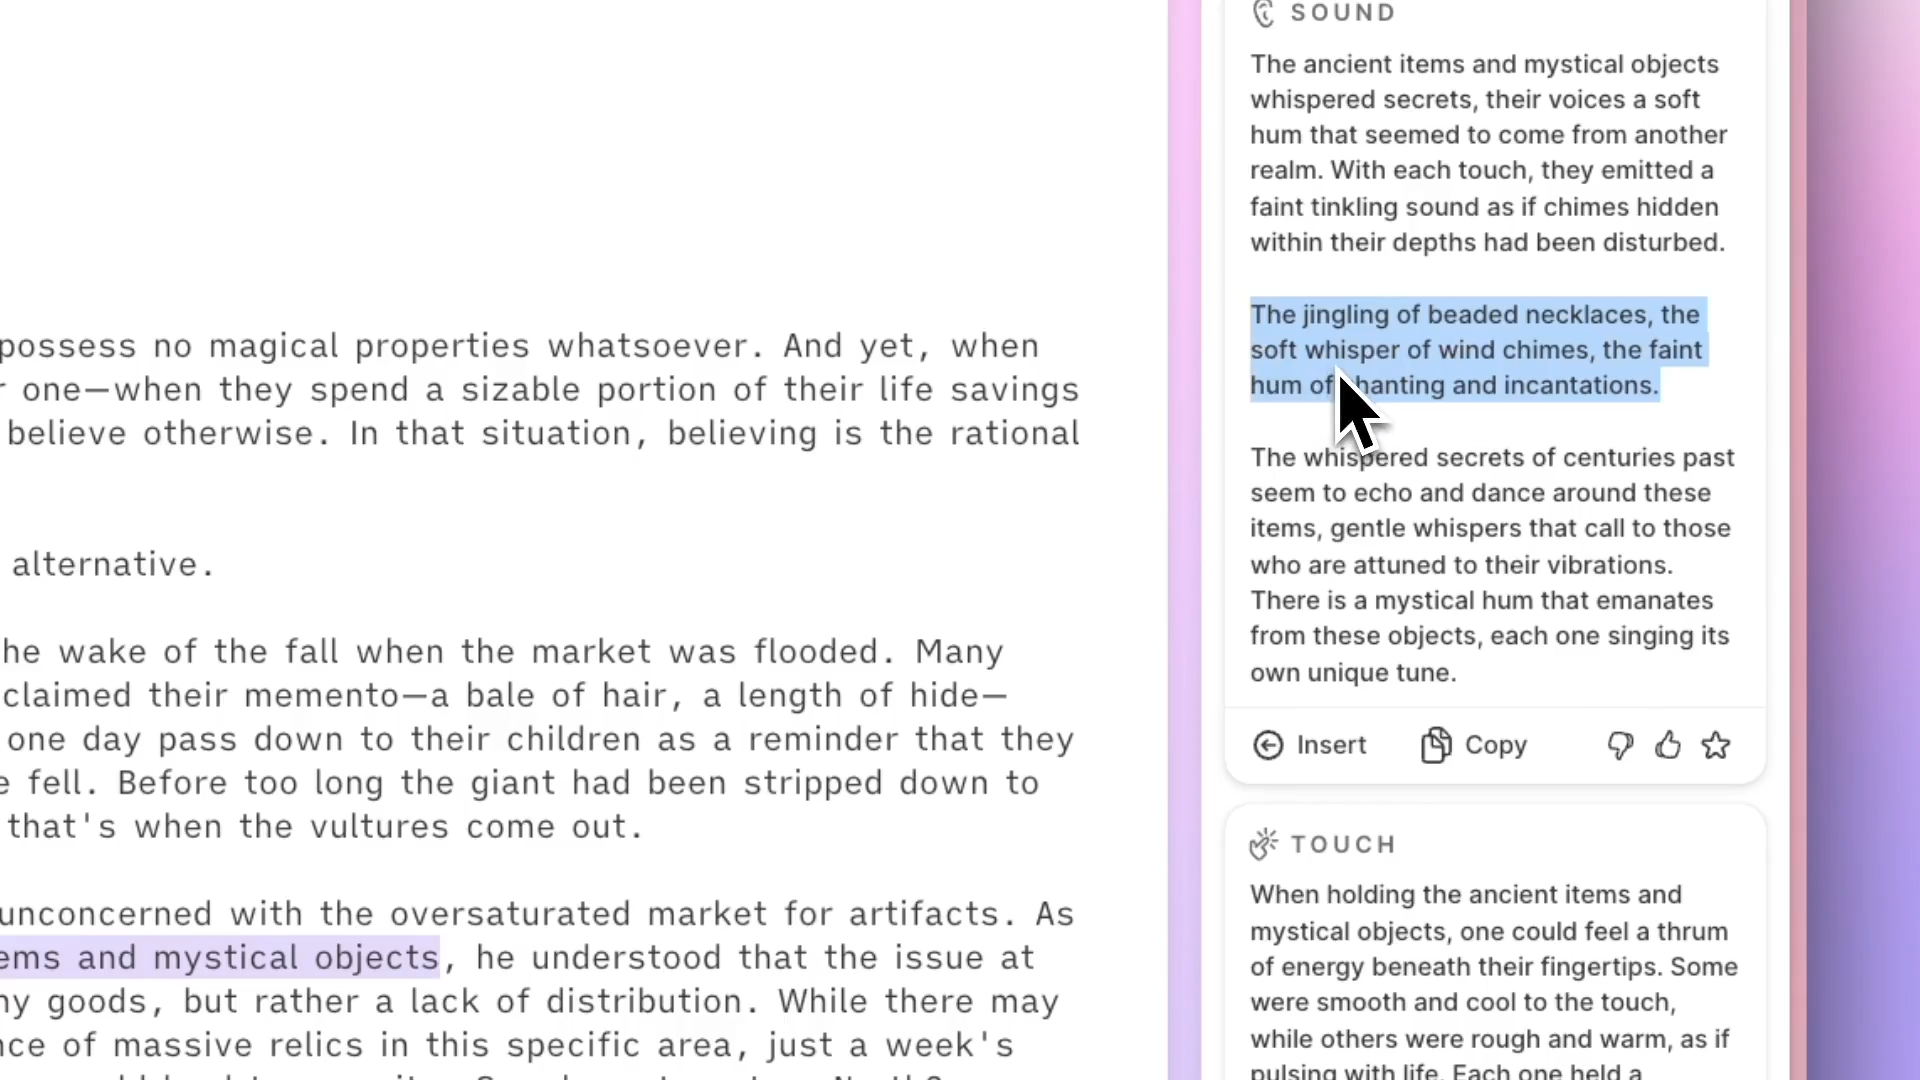 possess no magical properties whatsoever. And yet, when
one—when they spend a sizable portion of their life savings
believe otherwise. In that situation, believing is the rational
alternative.
he wake of the fall when the market was flooded. Many
claimed their memento—a bale of hair, a length of hide—
one day pass down to their children as a reminder that they
fell. Before too long the giant had been stripped down to
that's when the vultures come out.
unconcerned with the oversaturated market for artifacts. As
ems and mystical objects, he understood that the issue at
ny goods, but rather a lack of distribution. While there may
nce of massive relics in this specific area, just a week's
SOUND
The ancient items and mystical objects
whispered secrets, their voices a soft
hum that seemed to come from another
realm. With each touch, they emitted a
faint tinkling sound as if chimes hidden
within their depths had been disturbed.
The jingling of beaded necklaces, the
soft whisper of wind chimes, the faint
hum of chanting and incantations.
The whispered secrets of centuries past
seem to echo and dance around these
items, gentle whispers that call to those
who are attuned to their vibrations.
There is a mystical hum that emanates
from these objects, each one singing its
own unique tune.
Insert
Copy
TOUCH
When holding the ancient items and
mystical objects, one could feel a thrum
of energy beneath their fingertips. Some
were smooth and cool to the touch,
while others were rough and warm, as if
pulsing with life. Each one held a